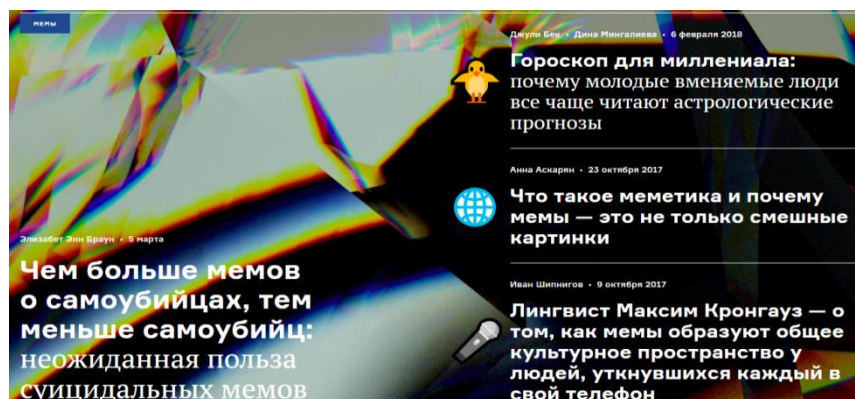 МЕМЫ
Элизабет Энн Браун • 5 марта
Чем больше мемов
о самоубийцах, тем
меньше самоубийц:
неожиданная польза
суицидальных мемов
Джули Бек • Дина Мингалиева • 6 февраля 2018
Гороскоп для миллениала:
почему молодые вменяемые люди
все чаще читают астрологические
прогнозы
Анна Аскарян • 23 октября 2017
Что такое меметика и почему
мемы — это не только смешные
картинки
Иван Шипнигов • 9 октября 2017
Лингвист Максим Кронгауз — о
том, как мемы образуют общее
культурное пространство у
людей, уткнувшихся каждый в
свой телефон